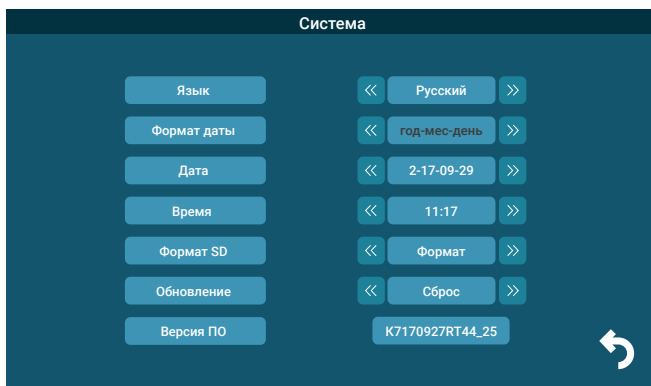 Система
Язык « Русский »
Формат даты « год-мес-день »
Дата « 2-17-09-29 »
Время « 11:17 »
Формат SD « Формат »
Обновление « Сброс »
Версия ПО K7170927RT44_25